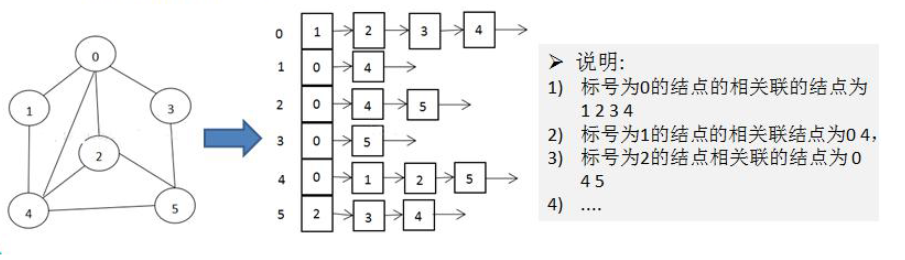 0
1
3
2
4
5
0 1 2 3 4
1 0 4
2 0 4 5
3 0 5
4 0 1 2 5
5 2 3 4
➢ 说明:
1) 标号为0的结点的相关联的结点为
1 2 3 4
2) 标号为1的结点的相关联结点为0 4，
3) 标号为2的结点相关联的结点为 0
4 5
4) ....